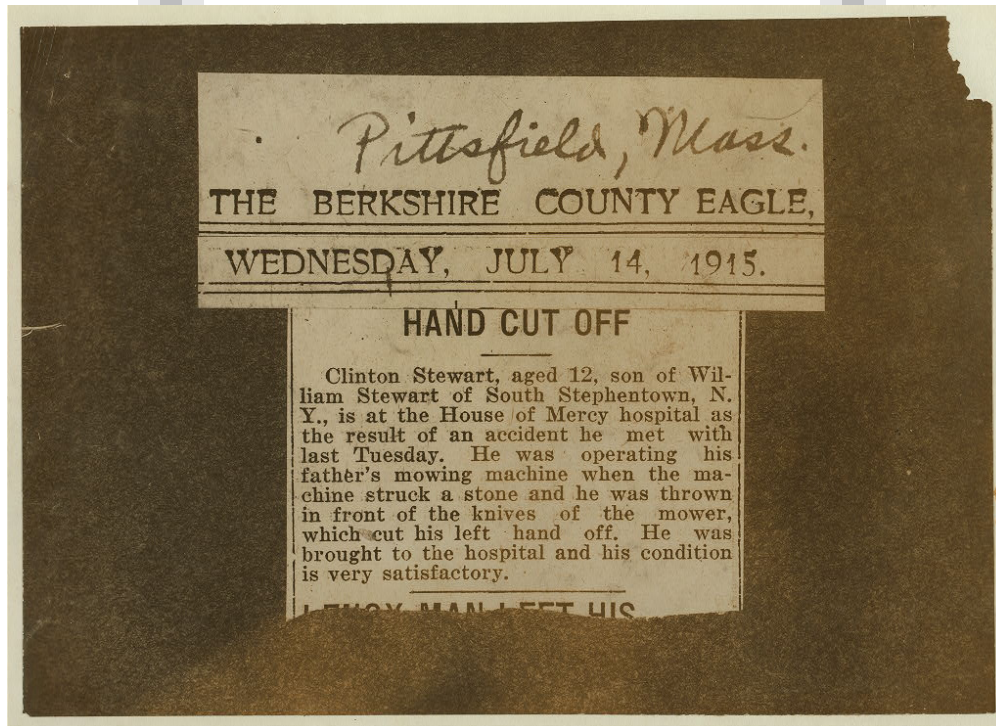 Pittsfield, Mass.
THE BERKSHIRE COUNTY EAGLE,
WEDNESDAY, JULY 14, 1915.
HAND CUT OFF
Clinton Stewart, aged 12, son of Wil-
liam Stewart of South Stephentown, N.
Y., is at the House of Mercy hospital as
the result of an accident he met with
last Tuesday. He was operating his
father's mowing machine when the ma-
chine struck a stone and he was thrown
in front of the knives of the mower,
which cut his left hand off. He was
brought to the hospital and his condition
is very satisfactory.
LENOX MAN LEFT HIS